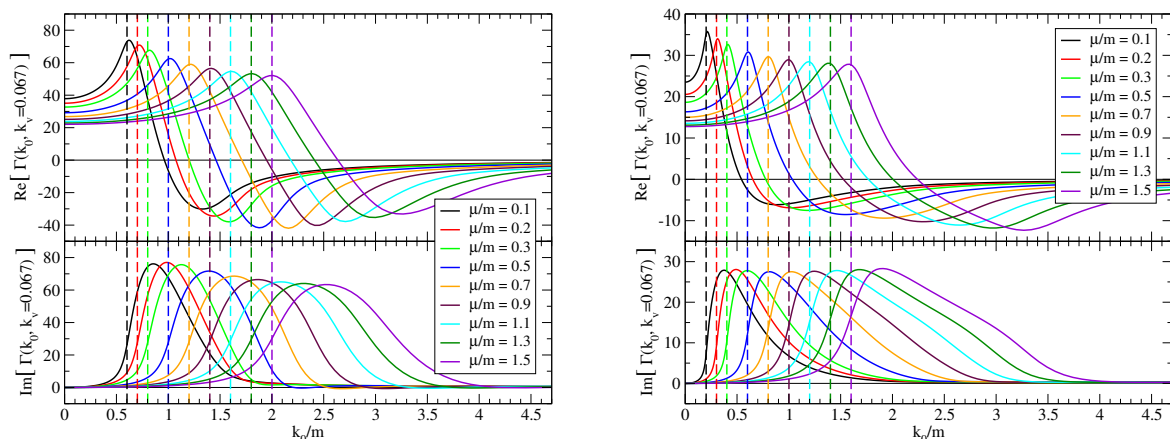 80
60
40
20
0
-20
-40
Re[ Γ(k0, kv=0.067) ]
μ/m = 0.1
μ/m = 0.2
μ/m = 0.3
μ/m = 0.5
μ/m = 0.7
μ/m = 0.9
μ/m = 1.1
μ/m = 1.3
μ/m = 1.5
80
60
40
20
0
Im[ Γ(k0, kv=0.067) ]
0 0.5 1 1.5 2 2.5 3 3.5 4 4.5
k0/m
40
30
20
10
0
-10
Re[ Γ(k0, kv=0.067) ]
μ/m = 0.1
μ/m = 0.2
μ/m = 0.3
μ/m = 0.5
μ/m = 0.7
μ/m = 0.9
μ/m = 1.1
μ/m = 1.3
μ/m = 1.5
30
20
10
0
Im[ Γ(k0, kv=0.067) ]
0 0.5 1 1.5 2 2.5 3 3.5 4 4.5
k0/m